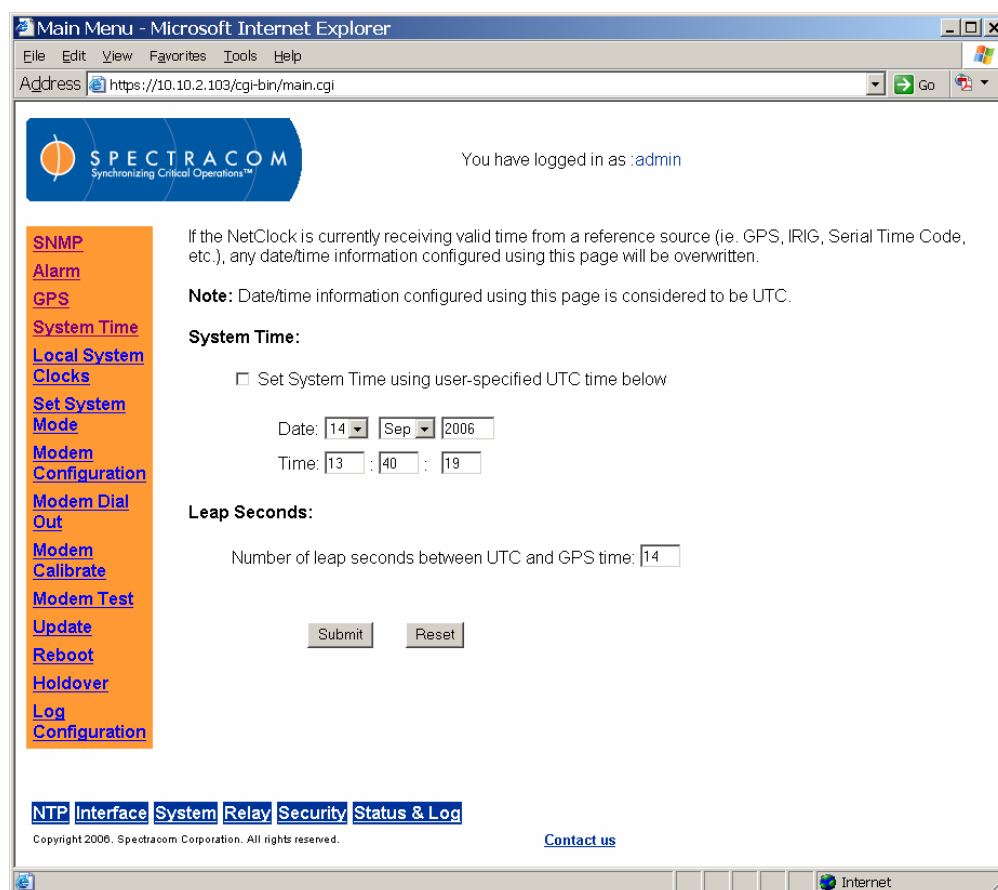 Main Menu - Microsoft Internet Explorer
File Edit View Favorites Tools Help
Address https://10.10.2.103/cgi-bin/main.cgi Go
SPECTRACOM
Synchronizing Critical Operations™
You have logged in as :admin
SNMP
Alarm
GPS
System Time
Local System
Clocks
Set System
Mode
Modem
Configuration
Modem Dial
Out
Modem
Calibrate
Modem Test
Update
Reboot
Holdover
Log
Configuration
If the NetClock is currently receiving valid time from a reference source (ie. GPS, IRIG, Serial Time Code,
etc.), any date/time information configured using this page will be overwritten.
Note: Date/time information configured using this page is considered to be UTC.
System Time:
Set System Time using user-specified UTC time below
Date: 14 Sep 2006
Time: 13 : 40 : 19
Leap Seconds:
Number of leap seconds between UTC and GPS time: 14
Submit Reset
NTP Interface System Relay Security Status & Log
Copyright 2006. Spectracom Corporation. All rights reserved.
Contact us
Internet